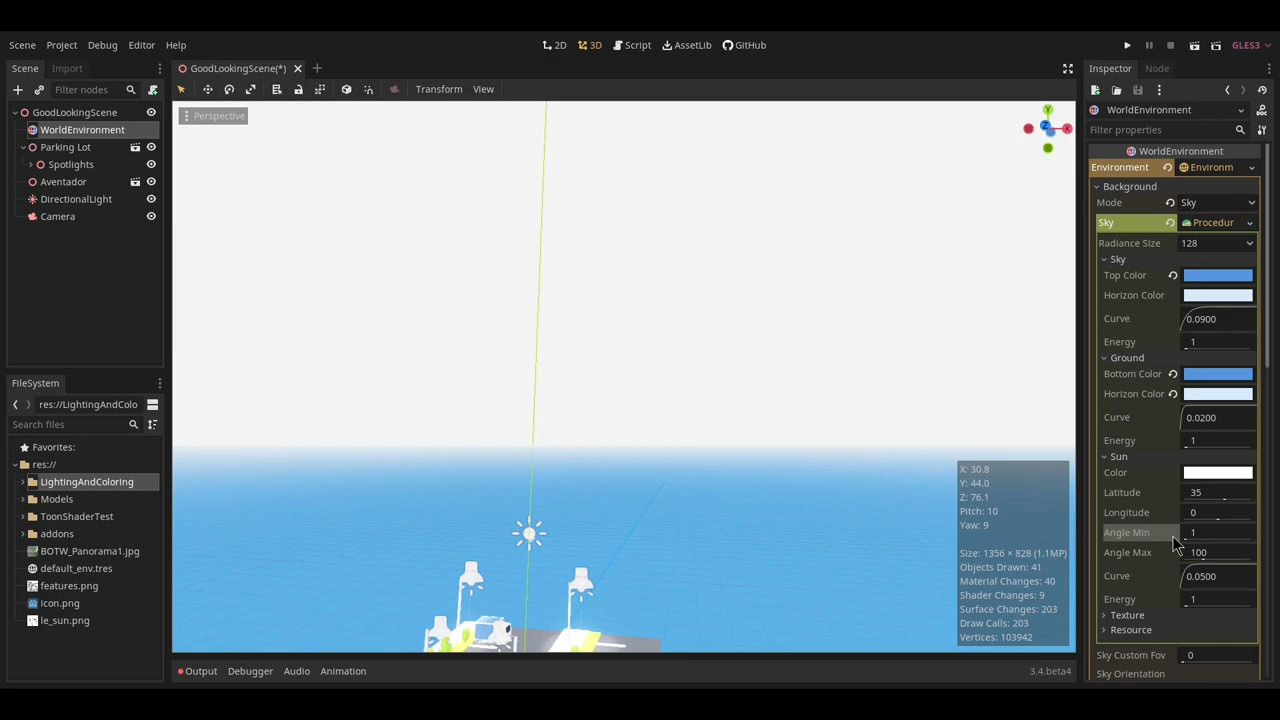 Scene Project Debug Editor Help
2D 3D Script AssetLib GitHub
GLES3
Scene Import
Filter nodes
GoodLookingScene
WorldEnvironment
Parking Lot
Spotlights
Aventador
DirectionalLight
Camera
FileSystem
res://LightingAndColo
Search files
Favorites:
res://
LightingAndColoring
Models
ToonShaderTest
addons
BOTW_Panorama1.jpg
default_env.tres
features.png
icon.png
le_sun.png
GoodLookingScene(*)
Transform View
Perspective
Y
Z X
X: 30.8
Y: 44.0
Z: 76.1
Pitch: 10
Yaw: 9
Size: 1356 × 828 (1.1MP)
Objects Drawn: 41
Material Changes: 40
Shader Changes: 9
Surface Changes: 203
Draw Calls: 203
Vertices: 103942
Output Debugger Audio Animation
3.4.beta4
Inspector Node
WorldEnvironment
Filter properties
WorldEnvironment
Environment Environm
Background
Mode Sky
Sky Procedur
Radiance Size 128
Sky
Top Color
Horizon Color
Curve 0.0900
Energy 1
Ground
Bottom Color
Horizon Color
Curve 0.0200
Energy 1
Sun
Color
Latitude 35
Longitude 0
Angle Min 1
Angle Max 100
Curve 0.0500
Energy 1
Texture
Resource
Sky Custom Fov 0
Sky Orientation